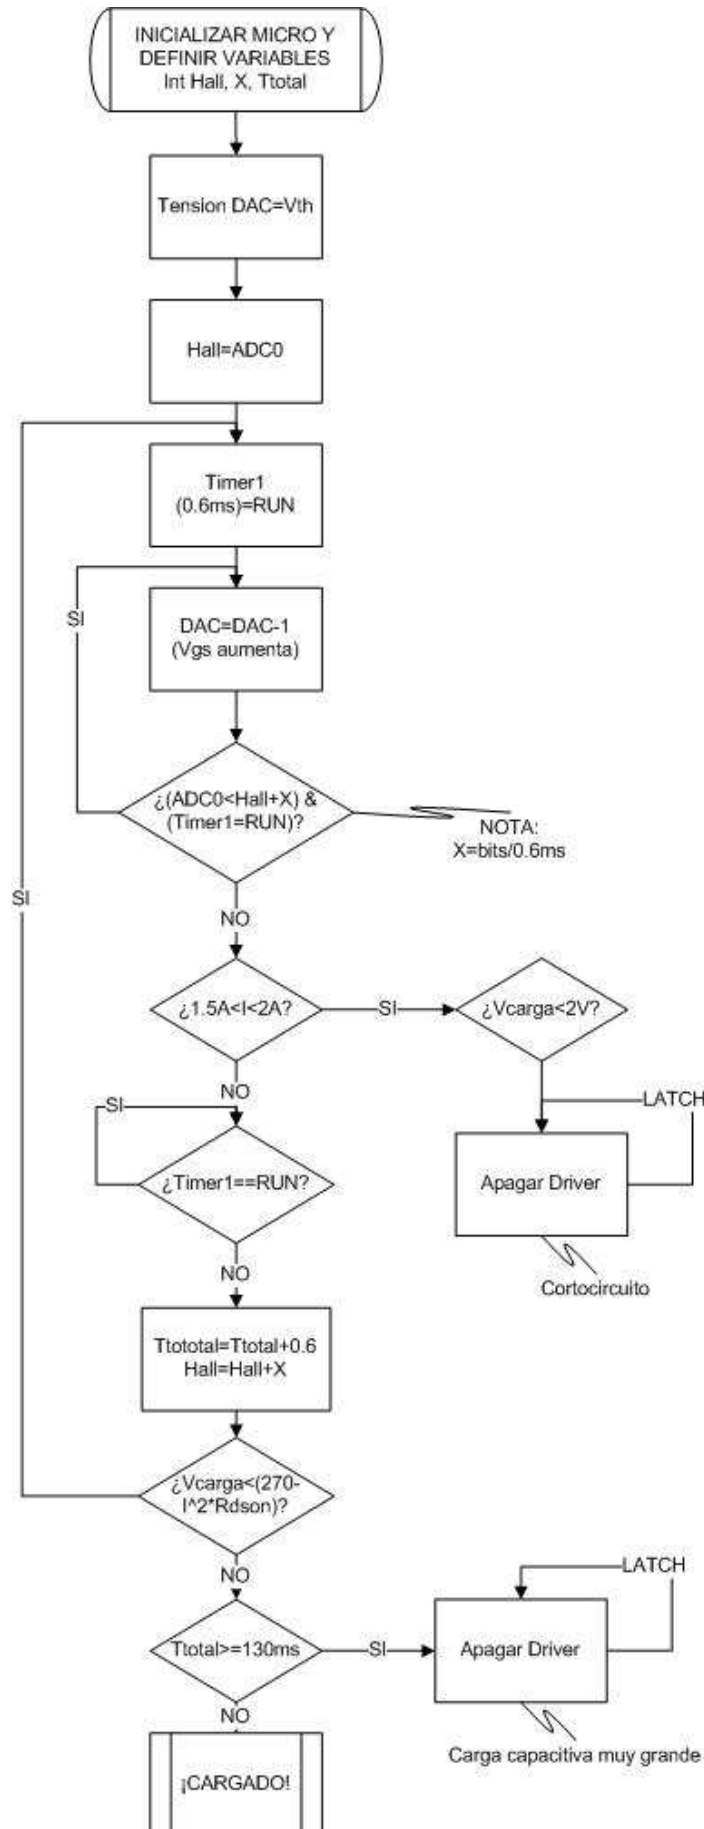 INICIALIZAR MICRO Y
DEFINIR VARIABLES
Int Hall, X, Ttotal
Tension DAC=Vth
Hall=ADC0
Timer1
(0.6ms)=RUN
SI
DAC=DAC-1
(Vgs aumenta)
¿(ADC0<Hall+X) &
(Timer1=RUN)?
NOTA:
X=bits/0.6ms
SI
NO
¿1.5A<I<2A?
SI
¿Vcarga<2V?
NO
LATCH
SI
¿Timer1==RUN?
Apagar Driver
NO
Cortocircuito
Ttototal=Ttotal+0.6
Hall=Hall+X
¿Vcarga<(270-
I^2*Rdson)?
NO
LATCH
Ttotal>=130ms
SI
Apagar Driver
NO
Carga capacitiva muy grande
¡CARGADO!